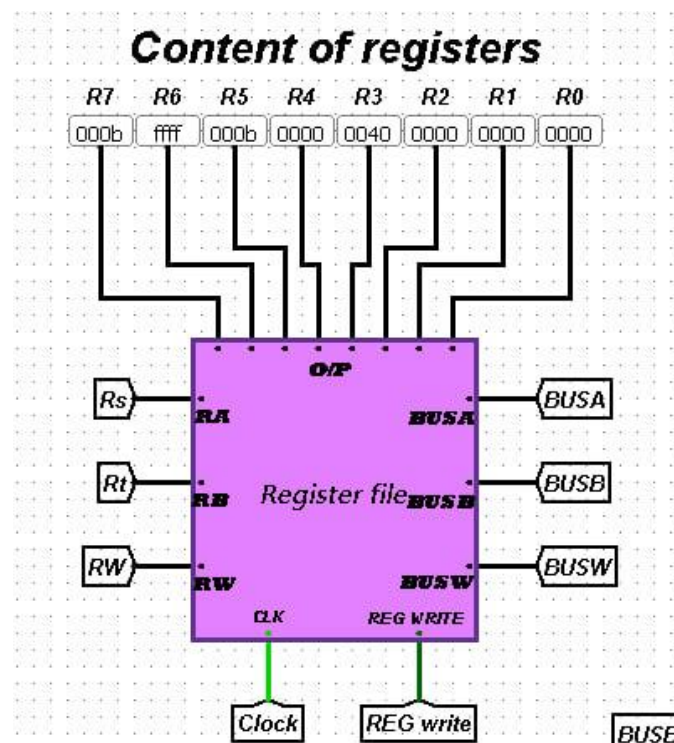 Content of registers
R7 R6 R5 R4 R3 R2 R1 R0
000b ffff 000b 0000 0040 0000 0000 0000
O/P
Rs RA BUSA BUSA
Rt RB Register file BUSB BUSB
RW RW BUSW BUSW
CLK REG WRITE
Clock REG write
BUSB